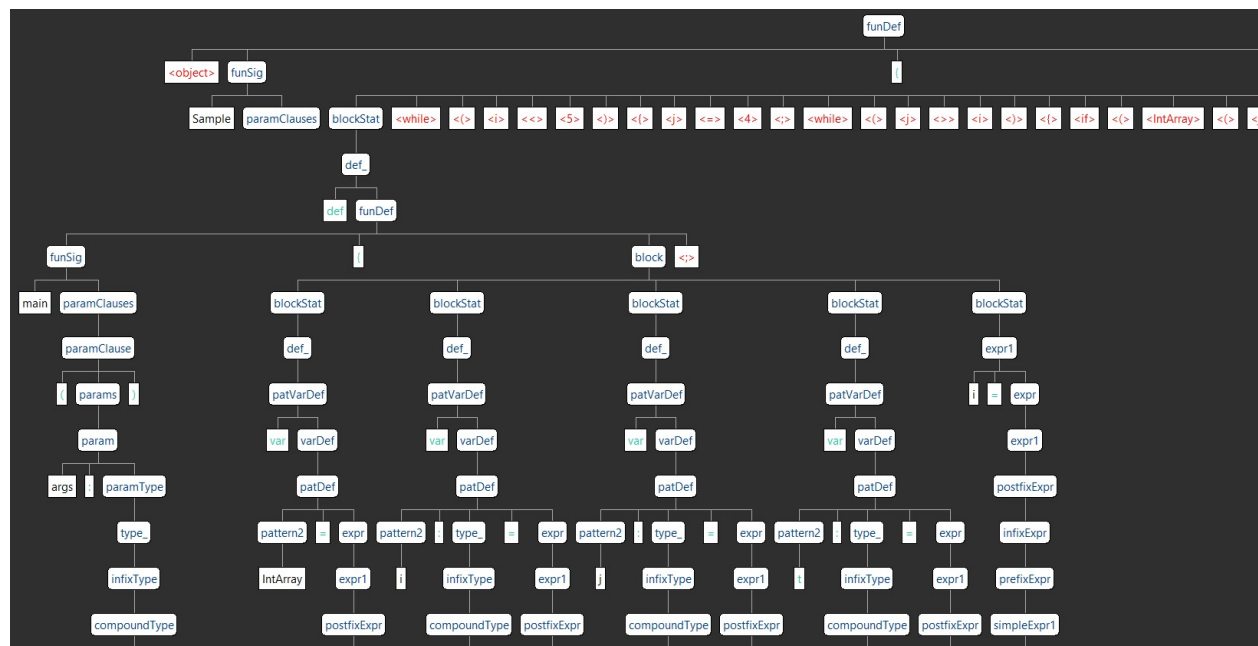 funDef
<object> funSig {
Sample paramClauses blockStat <while> <(> <i> <<> <5> <)> <{> <j> <=> <4> <;> <while> <(> <j> <>> <i> <)> <{> <if> <(> <IntArray> <(>
def_
def funDef
funSig { block <;>
main paramClauses blockStat blockStat blockStat blockStat blockStat
paramClause def_ def_ def_ def_ expr1
( params ) patVarDef patVarDef patVarDef patVarDef i = expr
param var varDef var varDef var varDef var varDef expr1
args : paramType patDef patDef patDef patDef postfixExpr
type_ pattern2 = expr pattern2 : type_ = expr pattern2 : type_ = expr pattern2 : type_ = expr infixExpr
infixType IntArray expr1 i infixType expr1 j infixType expr1 t infixType expr1 prefixExpr
compoundType postfixExpr compoundType postfixExpr compoundType postfixExpr compoundType postfixExpr simpleExpr1